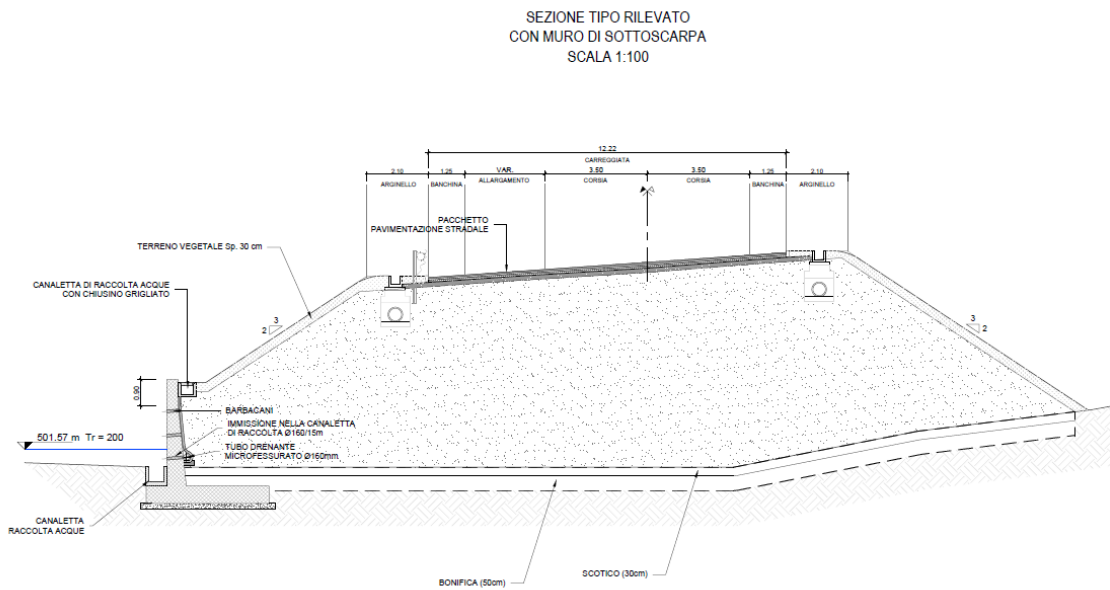 SEZIONE TIPO RILEVATO
CON MURO DI SOTTOSCARPA
SCALA 1:100
12.22
CARREGGIATA
2.10 1.25 VAR. 3.50 3.50 1.25 2.10
ARGINELLO BANCHINA ALLARGAMENTO CORSIA CORSIA BANCHINA ARGINELLO
PACCHETTO
PAVIMENTAZIONE STRADALE
TERRENO VEGETALE Sp. 30 cm
CANALETTA DI RACCOLTA ACQUE
CON CHIUSINO GRIGLIATO
3
2
3
2
0.90
BARBACANI
IMMISSIONE NELLA CANALETTA
DI RACCOLTA Ø160/15m
501.57 m Tr = 200
TUBO DRENANTE
MICROFESSURATO Ø160mm
CANALETTA
RACCOLTA ACQUE
BONIFICA (50cm)
SCOTICO (30cm)